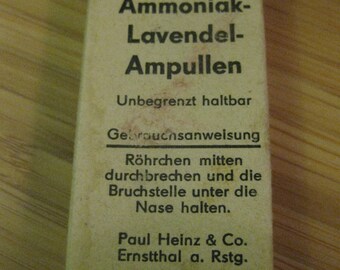 Ammoniak-
Lavendel-
Ampullen
Unbegrenzt haltbar
Gebrauchsanweisung
Röhrchen mitten
durchbrechen und die
Bruchstelle unter die
Nase halten.
Paul Heinz & Co.
Ernstthal a. Rstg.